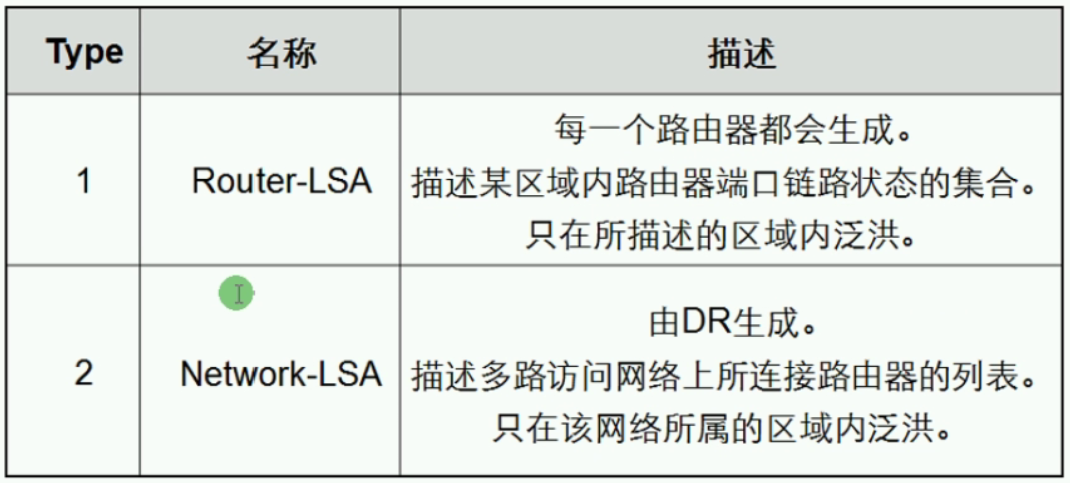 Type 名称 描述
每一个路由器都会生成。
1 Router-LSA 描述某区域内路由器端口链路状态的集合。
只在所描述的区域内泛洪。
由DR生成。
2 Network-LSA 描述多路访问网络上所连接路由器的列表。
只在该网络所属的区域内泛洪。